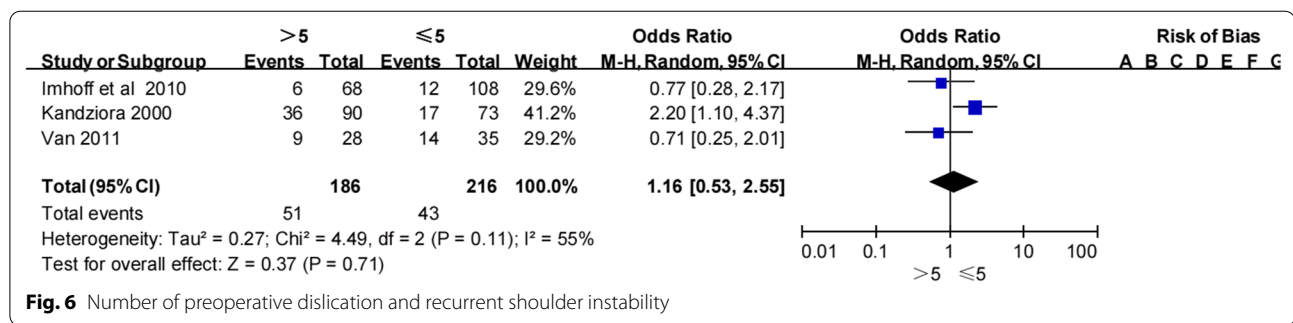 >5 ≤5 Odds Ratio Odds Ratio Risk of Bias
Study or Subgroup Events Total Events Total Weight M-H, Random, 95% CI M-H, Random, 95% CI A B C D E F G
Imhoff et al 2010 6 68 12 108 29.6% 0.77 [0.28, 2.17]
Kandziora 2000 36 90 17 73 41.2% 2.20 [1.10, 4.37]
Van 2011 9 28 14 35 29.2% 0.71 [0.25, 2.01]
Total (95% CI) 186 216 100.0% 1.16 [0.53, 2.55]
Total events 51 43
Heterogeneity: Tau² = 0.27; Chi² = 4.49, df = 2 (P = 0.11); I² = 55%
Test for overall effect: Z = 0.37 (P = 0.71)
0.01 0.1 1 10 100
>5 ≤5
Fig. 6 Number of preoperative dislication and recurrent shoulder instability